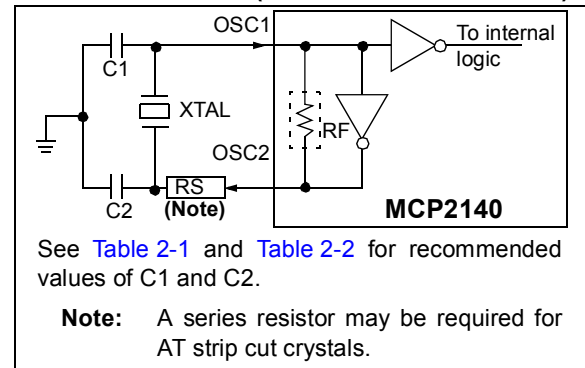 OSC1
To internal
logic
C1
XTAL
RF
OSC2
RS
C2
(Note)
MCP2140
See Table 2-1 and Table 2-2 for recommended
values of C1 and C2.
Note: A series resistor may be required for
AT strip cut crystals.